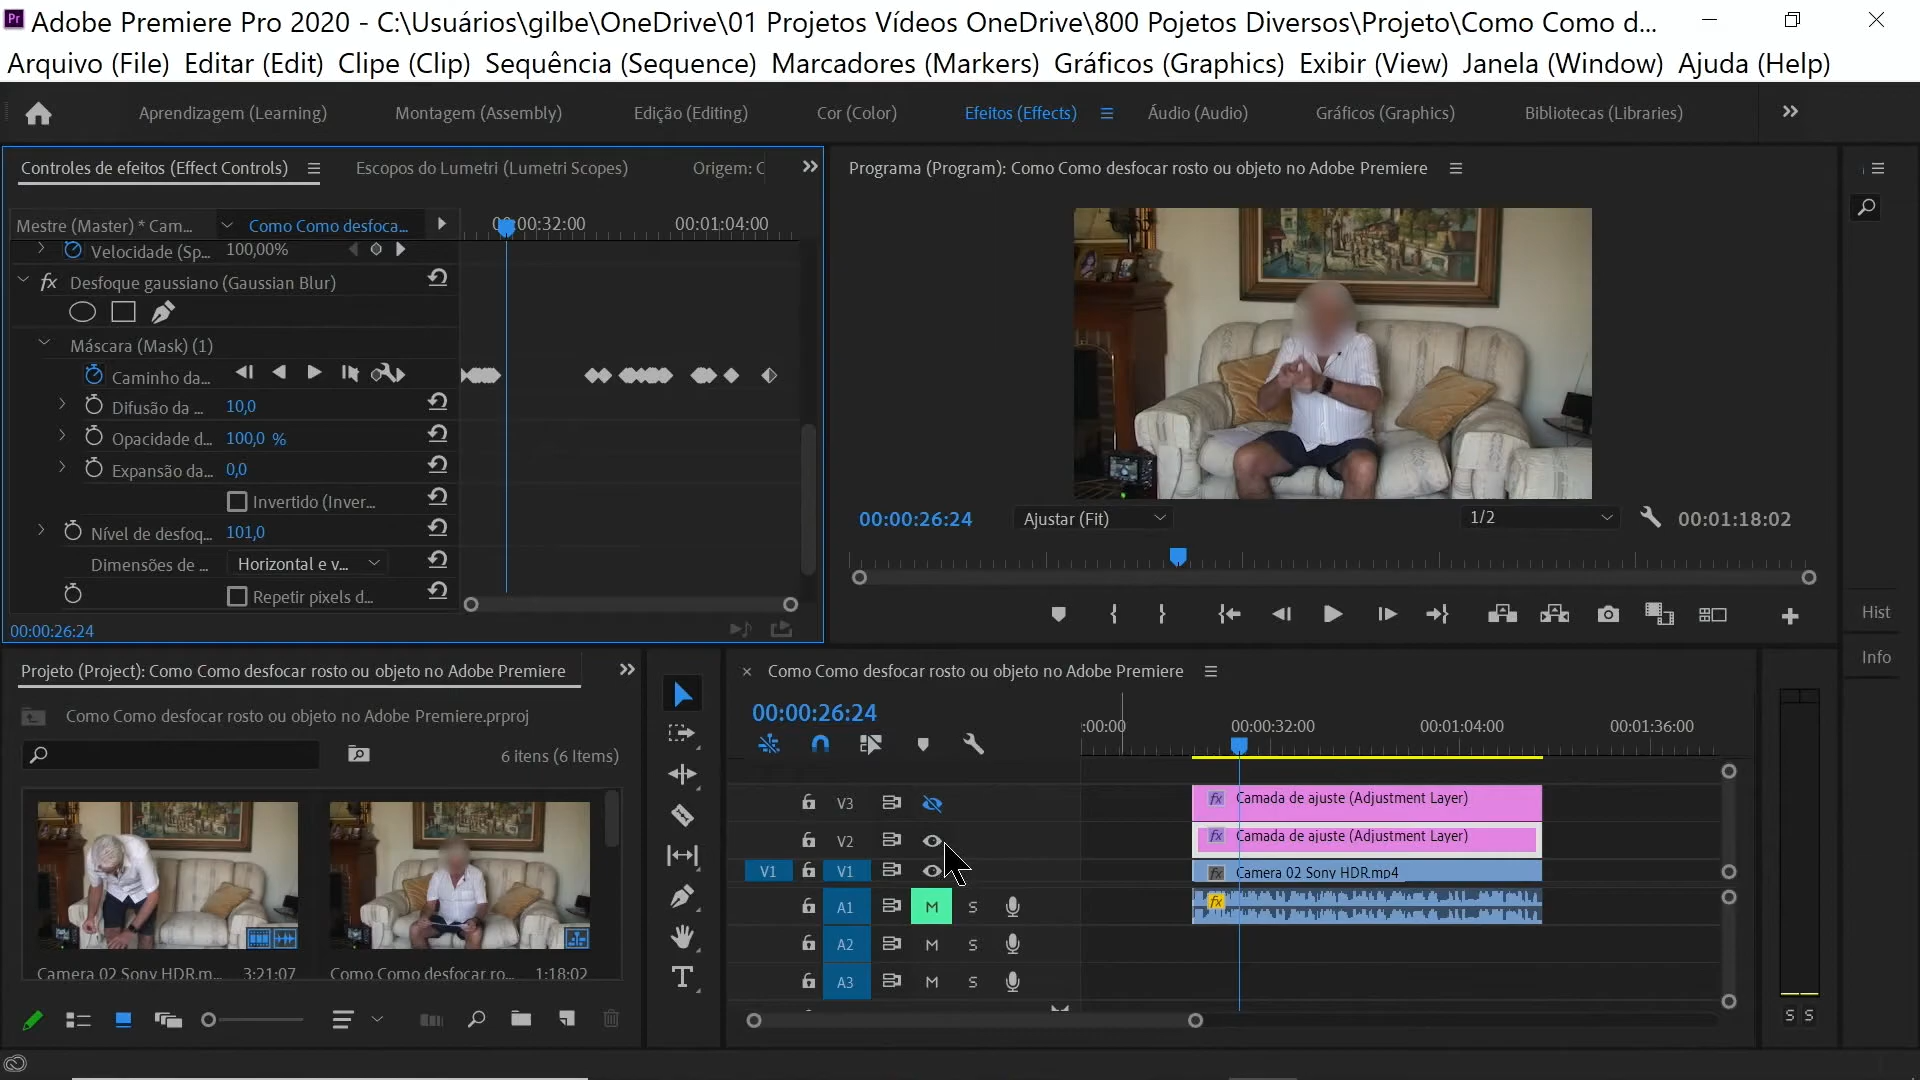 Adobe Premiere Pro 2020 - C:\Usuários\gilbe\OneDrive\01 Projetos Vídeos OneDrive\800 Pojetos Diversos\Projeto\Como Como d...
Arquivo (File) Editar (Edit) Clipe (Clip) Sequência (Sequence) Marcadores (Markers) Gráficos (Graphics) Exibir (View) Janela (Window) Ajuda (Help)
Aprendizagem (Learning) Montagem (Assembly) Edição (Editing) Cor (Color) Efeitos (Effects) Áudio (Audio) Gráficos (Graphics) Bibliotecas (Libraries)
Controles de efeitos (Effect Controls) Escopos do Lumetri (Lumetri Scopes) Origem: C
Mestre (Master) * Cam... Como Como desfoca... 00:00:32:00 00:01:04:00
Velocidade (Sp... 100,00%
fx Desfoque gaussiano (Gaussian Blur)
Máscara (Mask) (1)
Caminho da...
Difusão da ... 10,0
Opacidade d... 100,0 %
Expansão da... 0,0
Invertido (Inver...
Nível de desfoq... 101,0
Dimensões de ... Horizontal e v...
Repetir pixels d...
00:00:26:24
Programa (Program): Como Como desfocar rosto ou objeto no Adobe Premiere
00:00:26:24 Ajustar (Fit) 1/2 00:01:18:02
Hist
Info
Projeto (Project): Como Como desfocar rosto ou objeto no Adobe Premiere
Como Como desfocar rosto ou objeto no Adobe Premiere.prproj
6 itens (6 Items)
Camera 02 Sony HDR.m... 3:21:07
Como Como desfocar ro... 1:18:02
Como Como desfocar rosto ou objeto no Adobe Premiere
00:00:26:24
:00:00 00:00:32:00 00:01:04:00 00:01:36:00
V3 fx Camada de ajuste (Adjustment Layer)
V2 fx Camada de ajuste (Adjustment Layer)
V1 V1 fx Camera 02 Sony HDR.mp4
A1 M S fx
A2 M S
A3 M S
S S